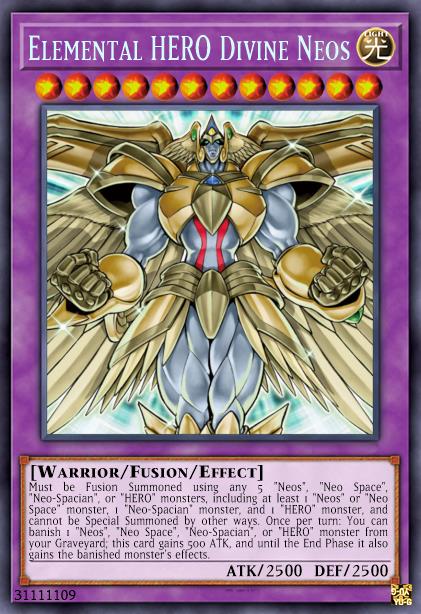 Elemental HERO Divine Neos
LIGHT
光
[Warrior/Fusion/Effect]
Must be Fusion Summoned using any 5 "Neos", "Neo Space",
"Neo-Spacian", or "HERO" monsters, including at least 1 "Neos" or "Neo
Space" monster, 1 "Neo-Spacian" monster, and 1 "HERO" monster, and
cannot be Special Summoned by other ways. Once per turn: You can
banish 1 "Neos", "Neo Space", "Neo-Spacian", or "HERO" monster from
your Graveyard; this card gains 500 ATK, and until the End Phase it also
gains the banished monster's effects.
ATK/2500 DEF/2500
31111109